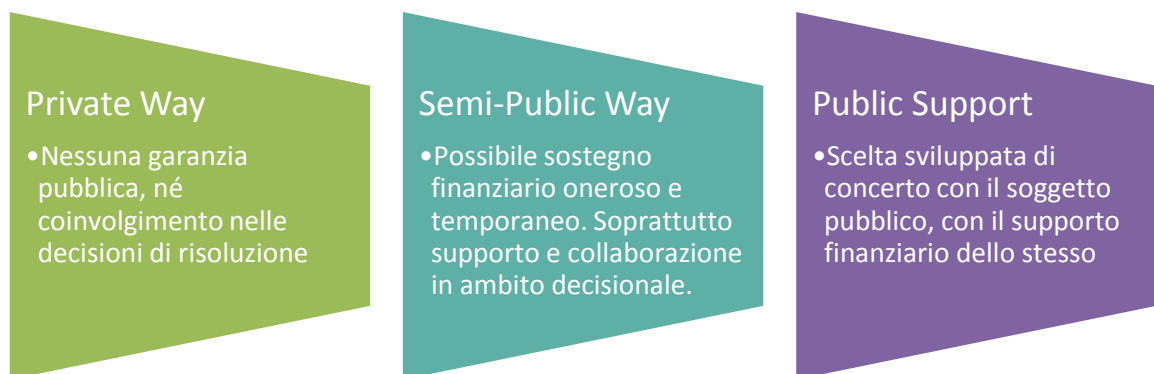 Private Way
•Nessuna garanzia
pubblica, né
coinvolgimento nelle
decisioni di risoluzione
Semi-Public Way
•Possibile sostegno
finanziario oneroso e
temporaneo. Soprattutto
supporto e collaborazione
in ambito decisionale.
Public Support
•Scelta sviluppata di
concerto con il soggetto
pubblico, con il supporto
finanziario dello stesso